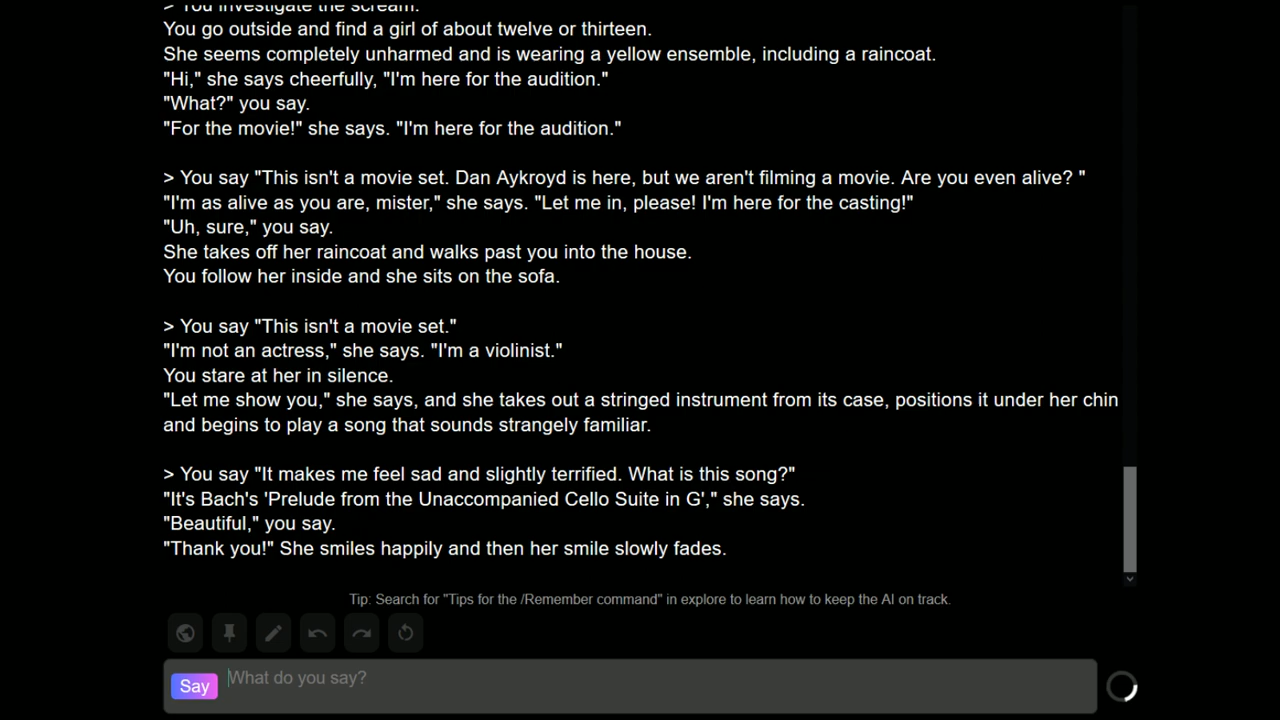 > You investigate the scream.
You go outside and find a girl of about twelve or thirteen.
She seems completely unharmed and is wearing a yellow ensemble, including a raincoat.
"Hi," she says cheerfully, "I'm here for the audition."
"What?" you say.
"For the movie!" she says. "I'm here for the audition."
> You say "This isn't a movie set. Dan Aykroyd is here, but we aren't filming a movie. Are you even alive? "
"I'm as alive as you are, mister," she says. "Let me in, please! I'm here for the casting!"
"Uh, sure," you say.
She takes off her raincoat and walks past you into the house.
You follow her inside and she sits on the sofa.
> You say "This isn't a movie set."
"I'm not an actress," she says. "I'm a violinist."
You stare at her in silence.
"Let me show you," she says, and she takes out a stringed instrument from its case, positions it under her chin
and begins to play a song that sounds strangely familiar.
> You say "It makes me feel sad and slightly terrified. What is this song?"
"It's Bach's 'Prelude from the Unaccompanied Cello Suite in G'," she says.
"Beautiful," you say.
"Thank you!" She smiles happily and then her smile slowly fades.
Tip: Search for "Tips for the /Remember command" in explore to learn how to keep the AI on track.
Say What do you say?